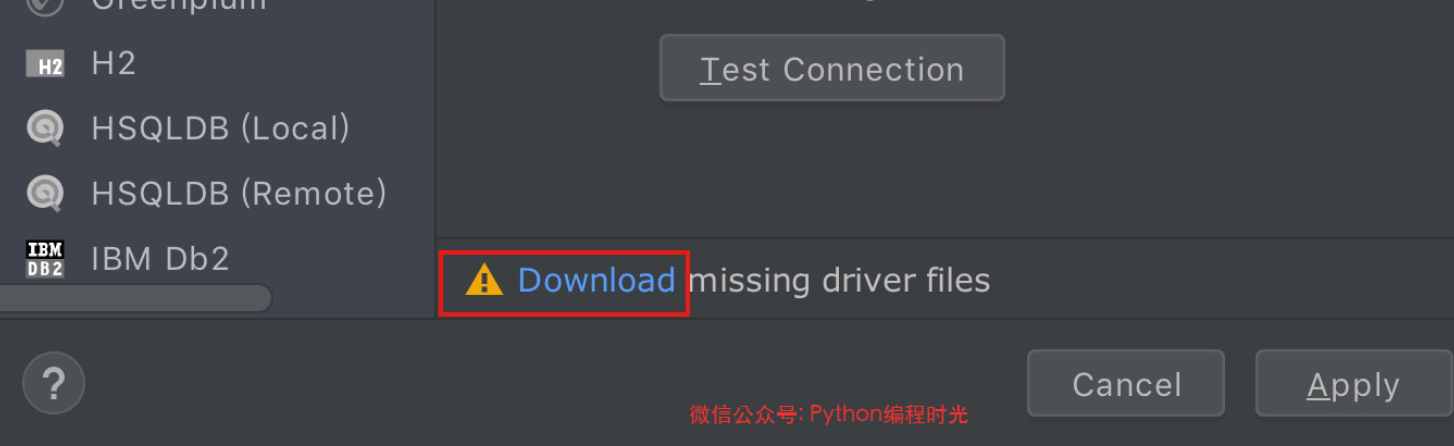 Greenplum
H2
H2
HSQLDB (Local)
HSQLDB (Remote)
IBM
DB2
IBM Db2
Test Connection
Download missing driver files
?
Cancel
Apply
微信公众号: Python编程时光